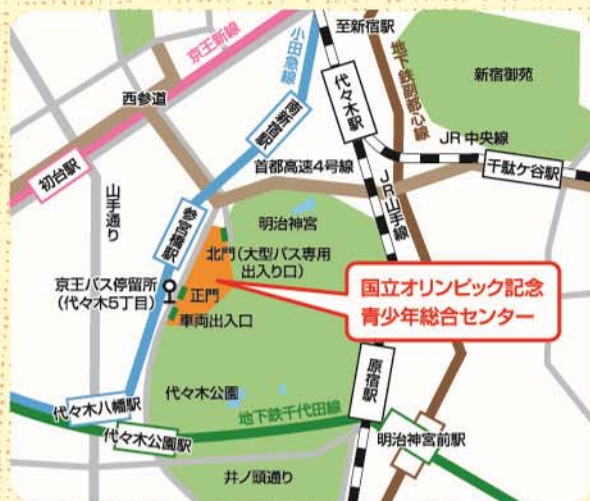 至新宿駅
京王新線
小田急線
地下鉄副都心線
新宿御苑
代々木駅
西参道
南新宿駅
JR中央線
初台駅
首都高速4号線
千駄ケ谷駅
山手通り
参宮橋駅
JR山手線
明治神宮
北門(大型バス専用
出入り口)
京王バス停留所
(代々木5丁目)
正門
国立オリンピック記念
青少年総合センター
車両出入口
原宿駅
代々木公園
代々木八幡駅
地下鉄千代田線
代々木公園駅
明治神宮前駅
井ノ頭通り